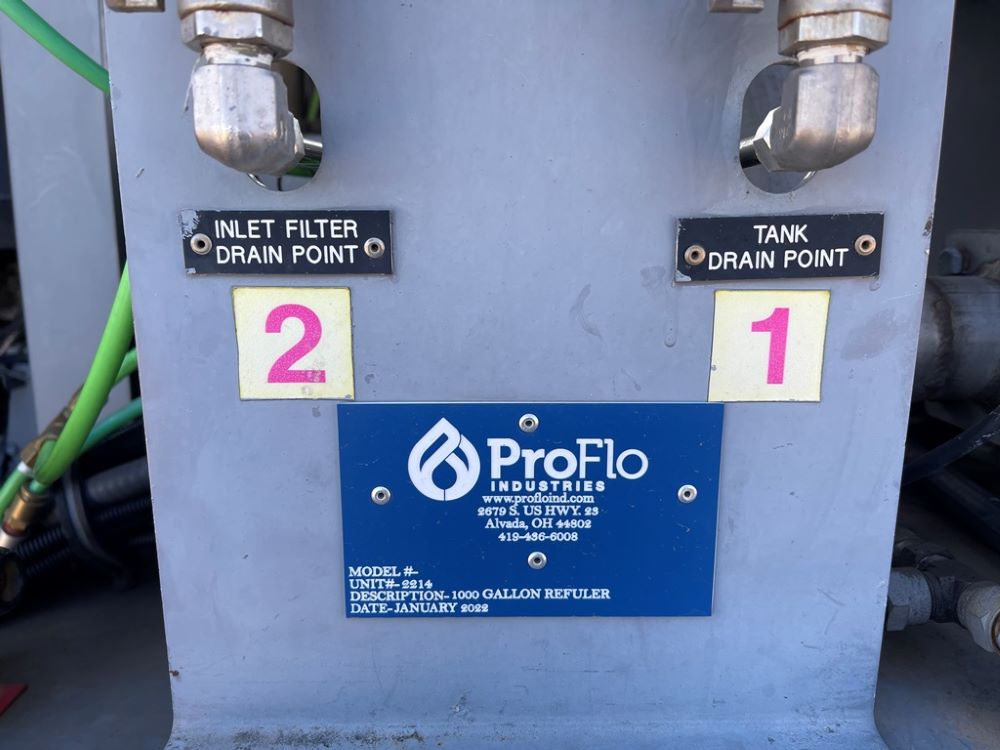 INLET FILTER
DRAIN POINT
TANK
DRAIN POINT
2
1
ProFlo
INDUSTRIES
www.profloind.com
2679 S. US HWY. 23
Alvada, OH 44802
419-436-6008
MODEL #-
UNIT#- 2214
DESCRIPTION- 1000 GALLON REFULER
DATE- JANUARY 2022